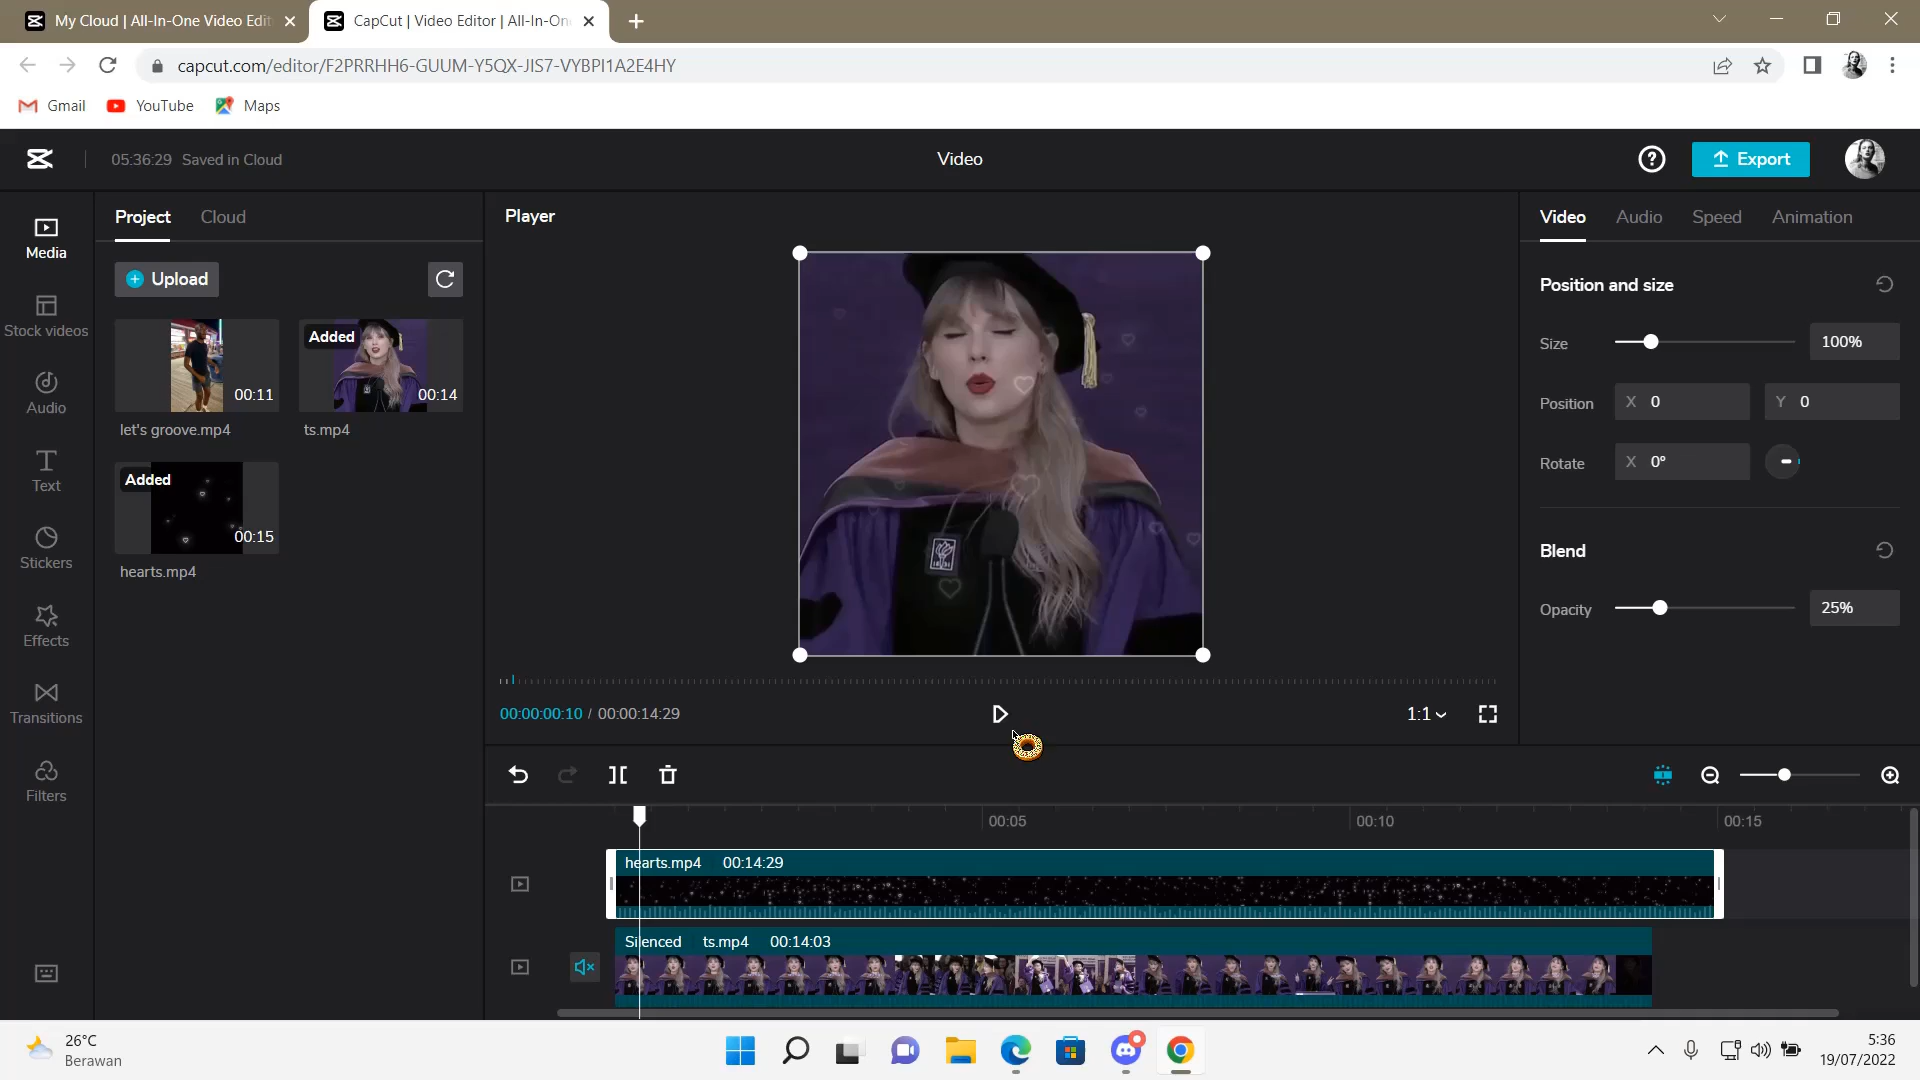 My Cloud | All-In-One Video Edit
CapCut | Video Editor | All-In-On
capcut.com/editor/F2PRRHH6-GUUM-Y5QX-JIS7-VYBPI1A2E4HY
Gmail
YouTube
Maps
05:36:29 Saved in Cloud
Video
Export
Media
Stock videos
Audio
Text
Stickers
Effects
Transitions
Filters
Project
Cloud
Upload
00:11
let's groove.mp4
Added
00:14
ts.mp4
Added
00:15
hearts.mp4
Player
00:00:00:10 / 00:00:14:29
1:1
Video
Audio
Speed
Animation
Position and size
Size
100%
Position
X 0
Y 0
Rotate
X 0°
Blend
Opacity
25%
00:05
00:10
00:15
hearts.mp4 00:14:29
Silenced ts.mp4 00:14:03
26°C
Berawan
5:36
19/07/2022